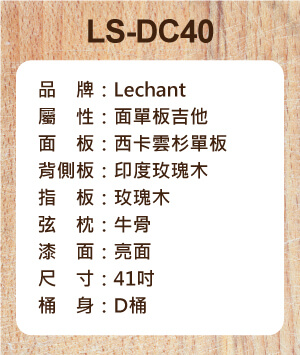 LS-DC40
品　牌：Lechant
屬　性：面單板吉他
面　板：西卡雲杉單板
背側板：印度玫瑰木
指　板：玫瑰木
弦　枕：牛骨
漆　面：亮面
尺　寸：41吋
桶　身：D桶